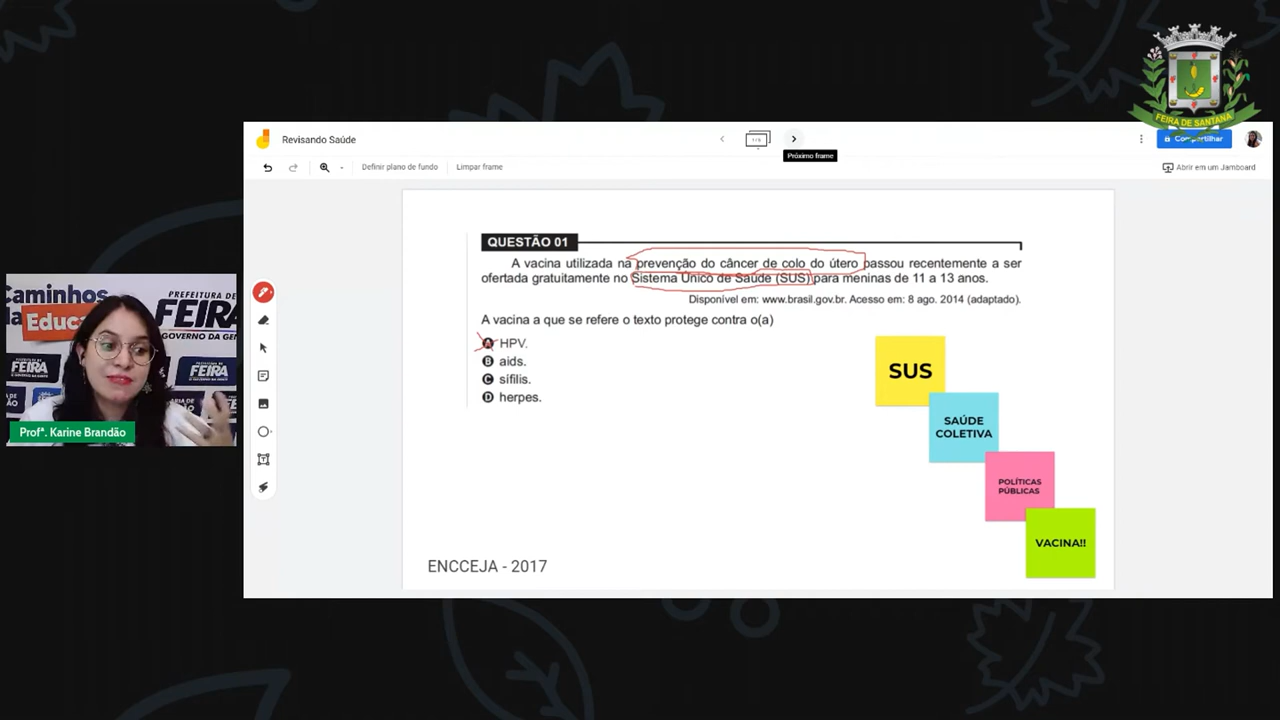 FEIRA DE SANTANA
Revisando Saúde
Próximo frame
Compartilhar
Definir plano de fundo
Limpar frame
Abrir em um Jamboard
QUESTÃO 01
A vacina utilizada na prevenção do câncer de colo do útero passou recentemente a ser
ofertada gratuitamente no Sistema Único de Saúde (SUS) para meninas de 11 a 13 anos.
Disponível em: www.brasil.gov.br. Acesso em: 8 ago. 2014 (adaptado).
A vacina a que se refere o texto protege contra o(a)
A HPV.
B aids.
C sífilis.
D herpes.
SUS
SAÚDE
COLETIVA
POLÍTICAS
PÚBLICAS
VACINA!!
ENCCEJA - 2017
Caminhos
da
Educa
PREFEITURA
FEIRA
GOVERNO DA GEN
PREFEITURA DE
FEIRA
Profª. Karine Brandão